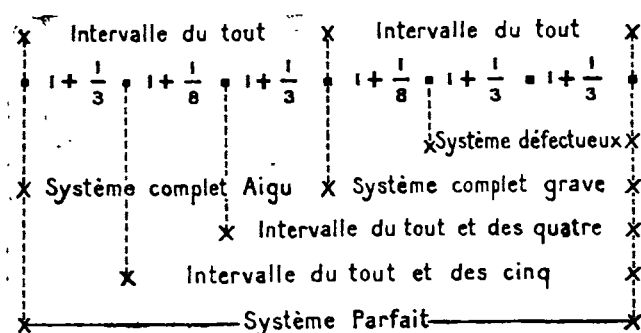 Intervalle du tout Intervalle du tout
1+1/3 1+1/8 1+1/3 1+1/8 1+1/3 1+1/3
Système défectueux
Système complet Aigu Système complet grave
Intervalle du tout et des quatre
Intervalle du tout et des cinq
Système Parfait